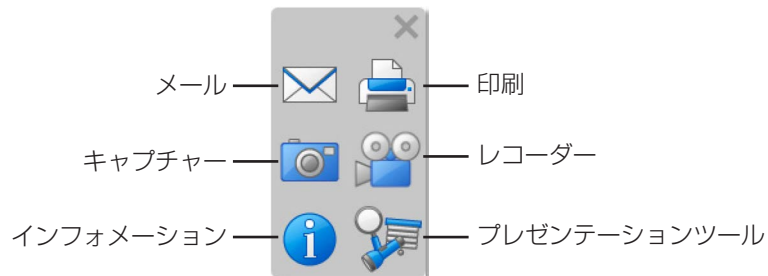 メール
印刷
キャプチャー
レコーダー
インフォメーション
プレゼンテーションツール